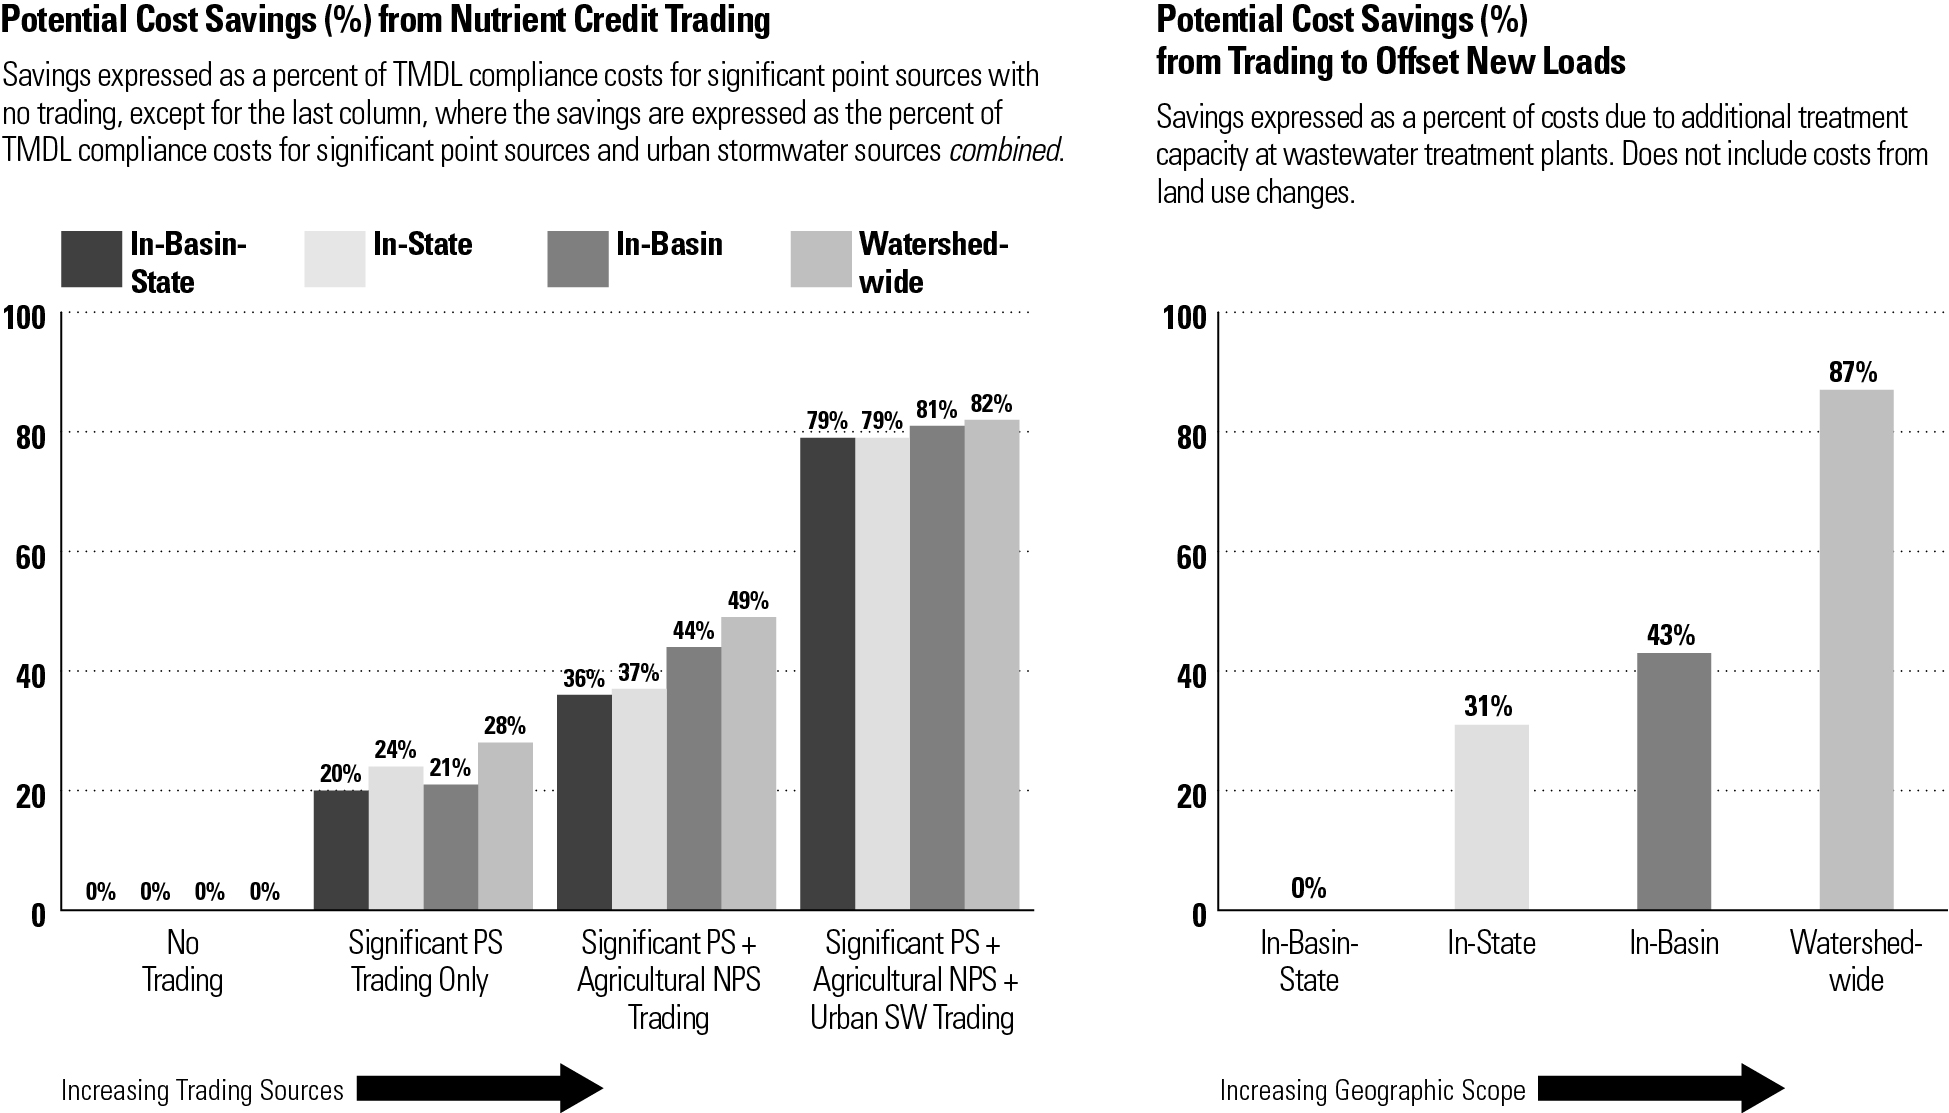 Potential Cost Savings (%) from Nutrient Credit Trading
Savings expressed as a percent of TMDL compliance costs for significant point sources with
no trading, except for the last column, where the savings are expressed as the percent of
TMDL compliance costs for significant point sources and urban stormwater sources combined.
In-Basin-
State
In-State
In-Basin
Watershed-
wide
100
80
60
40
20
0
0%
0%
0%
0%
20%
24%
21%
28%
36%
37%
44%
49%
79%
79%
81%
82%
No
Trading
Significant PS
Trading Only
Significant PS +
Agricultural NPS
Trading
Significant PS +
Agricultural NPS +
Urban SW Trading
Increasing Trading Sources
Potential Cost Savings (%)
from Trading to Offset New Loads
Savings expressed as a percent of costs due to additional treatment
capacity at wastewater treatment plants. Does not include costs from
land use changes.
100
80
60
40
20
0
0%
31%
43%
87%
In-Basin-
State
In-State
In-Basin
Watershed-
wide
Increasing Geographic Scope